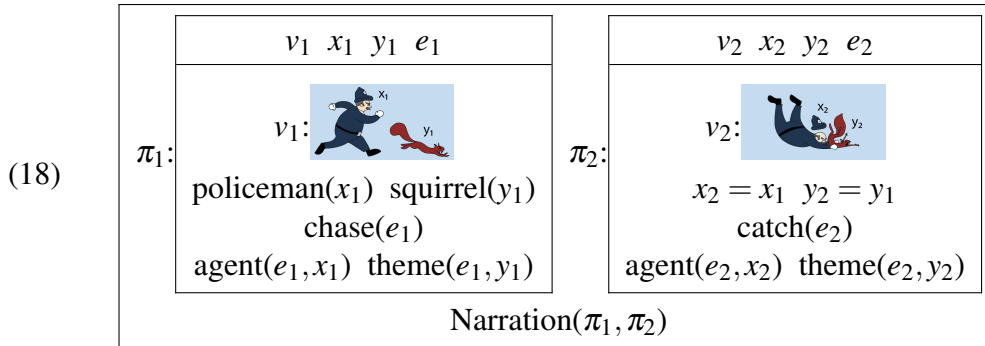 (18)
π₁:
v₁ x₁ y₁ e₁
v₁:
x₁
y₁
policeman(x₁) squirrel(y₁)
chase(e₁)
agent(e₁,x₁) theme(e₁,y₁)
π₂:
v₂ x₂ y₂ e₂
v₂:
x₂
y₂
x₂ = x₁ y₂ = y₁
catch(e₂)
agent(e₂,x₂) theme(e₂,y₂)
Narration(π₁,π₂)